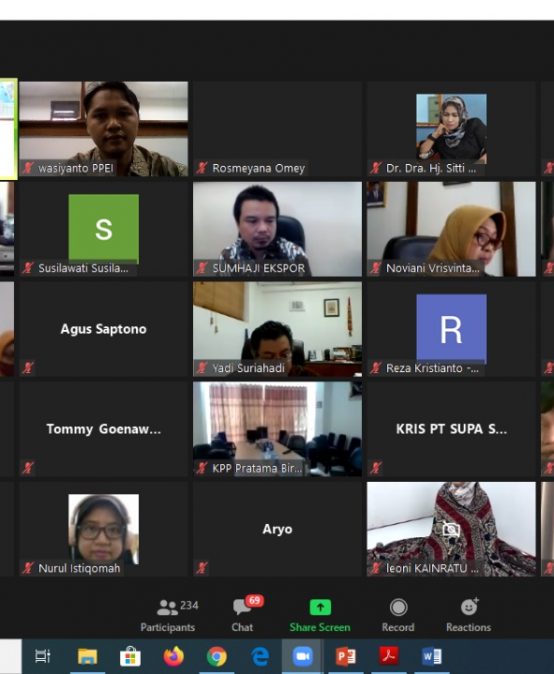 wasiyanto PPEI
Rosmeyana Omey
Dr. Dra. Hj. Sitti ...
S
Susilawati Susila...
SUMHAJI EKSPOR
Noviani Vrisvinta...
Agus Saptono
Yadi Suriahadi
R
Reza Kristianto -...
Tommy Goenaw...
KPP Pratama Bir...
KRIS PT SUPA S...
Nurul Istiqomah
Aryo
leoni KAINRATU ...
234
69
Participants
Chat
Share Screen
Record
Reactions